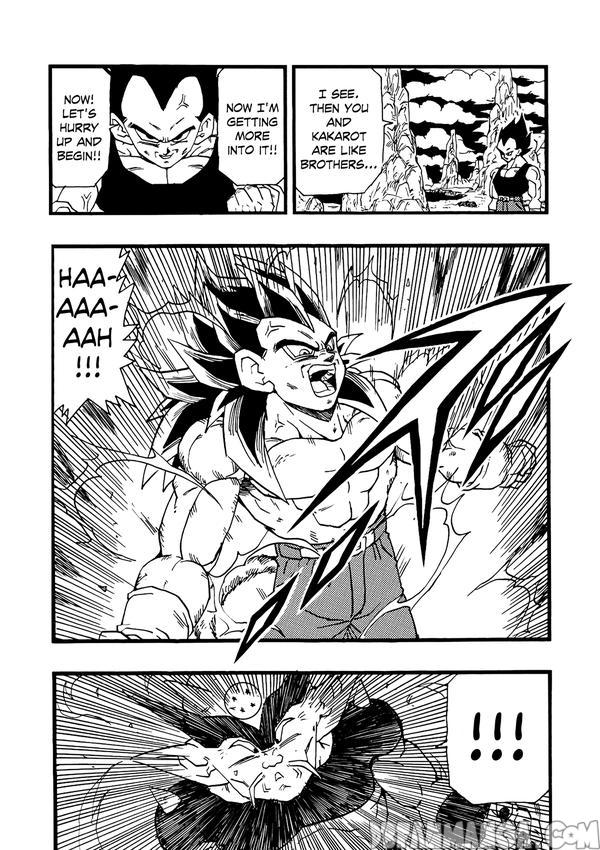 I SEE,
THEN YOU
AND
KAKAROT
ARE LIKE
BROTHERS...
NOW I'M
GETTING
MORE
INTO IT!!
NOW!
LET'S
HURRY
UP AND
BEGIN!!
HAA-
AAA-
AAH
!!!
!!!